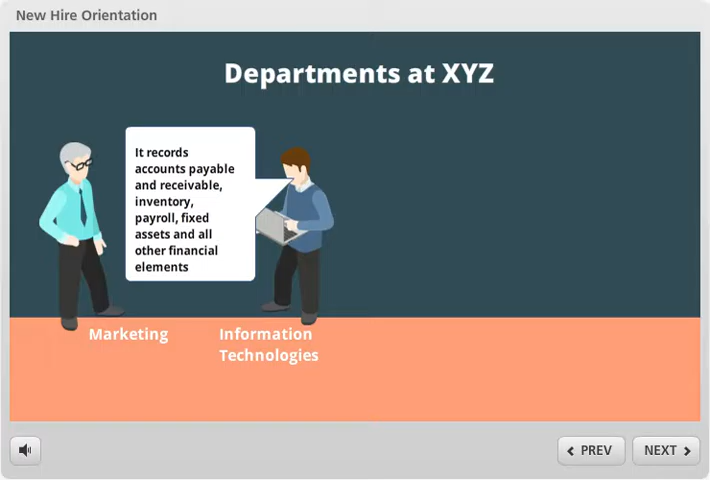 New Hire Orientation
Departments at XYZ
It records
accounts payable
and receivable,
inventory,
payroll, fixed
assets and all
other financial
elements
Marketing
Information
Technologies
PREV
NEXT